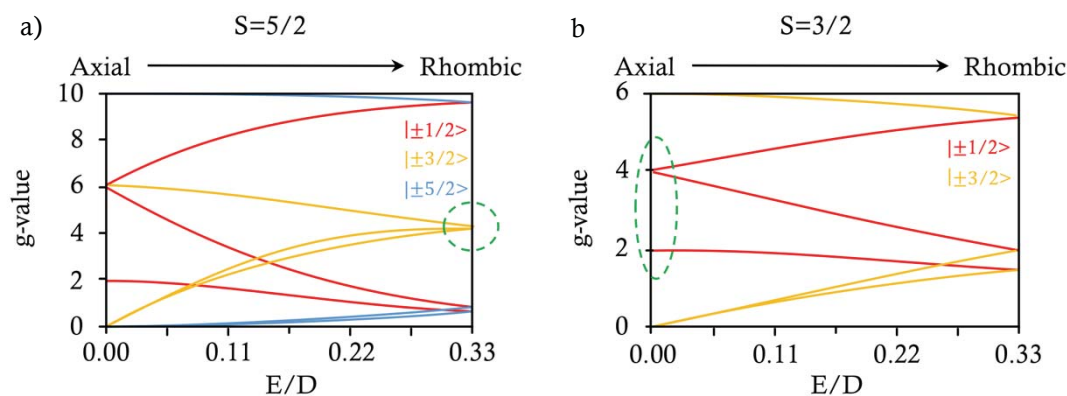 a)
S=5/2
Axial
Rhombic
10
8
6
4
2
0
g-value
|±1/2>
|±3/2>
|±5/2>
0.00
0.11
0.22
0.33
E/D
b
S=3/2
Axial
Rhombic
6
4
2
0
g-value
|±1/2>
|±3/2>
0.00
0.11
0.22
0.33
E/D